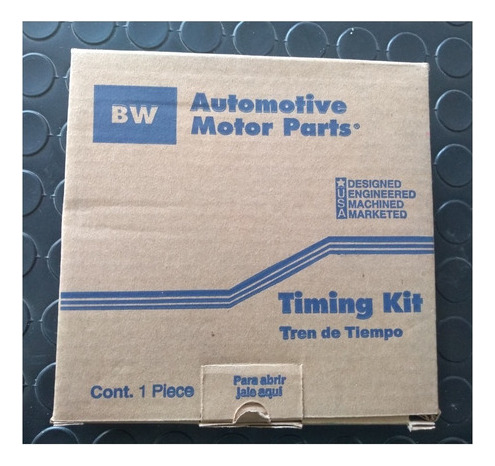 BW
Automotive
Motor Parts®
★USA
DESIGNED
ENGINEERED
MACHINED
MARKETED
Timing Kit
Tren de Tiempo
Cont. 1 Piece
Para abrir
jale aquí